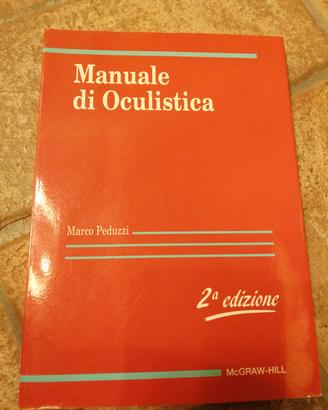 Manuale
di Oculistica
Marco Peduzzi
2ª edizione
McGRAW-HILL